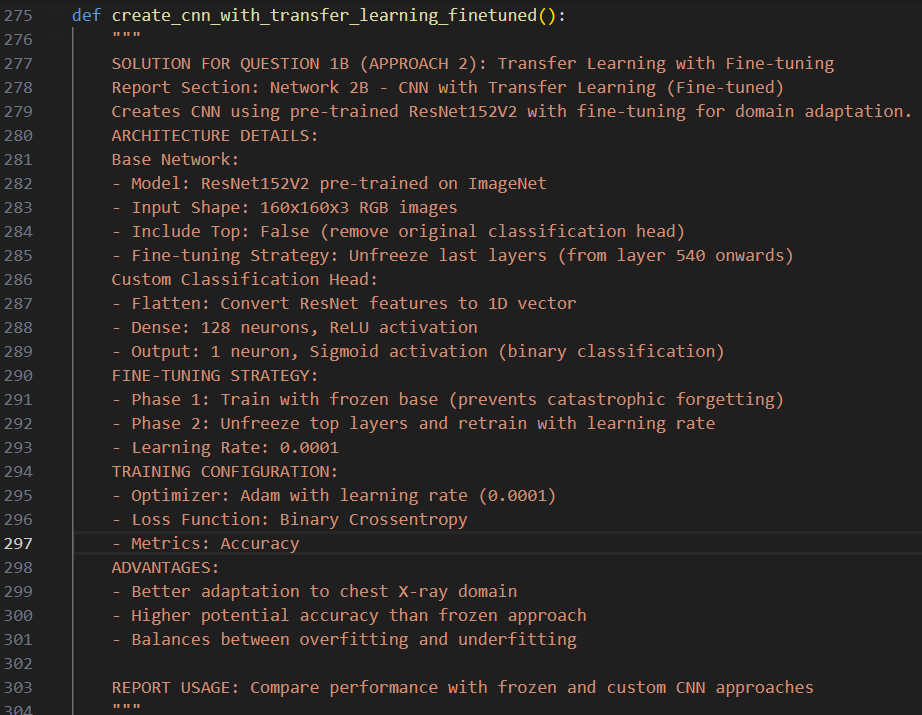 275 def create_cnn_with_transfer_learning_finetuned():
276 """
277 SOLUTION FOR QUESTION 1B (APPROACH 2): Transfer Learning with Fine-tuning
278 Report Section: Network 2B - CNN with Transfer Learning (Fine-tuned)
279 Creates CNN using pre-trained ResNet152V2 with fine-tuning for domain adaptation.
280 ARCHITECTURE DETAILS:
281 Base Network:
282 - Model: ResNet152V2 pre-trained on ImageNet
283 - Input Shape: 160x160x3 RGB images
284 - Include Top: False (remove original classification head)
285 - Fine-tuning Strategy: Unfreeze last layers (from layer 540 onwards)
286 Custom Classification Head:
287 - Flatten: Convert ResNet features to 1D vector
288 - Dense: 128 neurons, ReLU activation
289 - Output: 1 neuron, Sigmoid activation (binary classification)
290 FINE-TUNING STRATEGY:
291 - Phase 1: Train with frozen base (prevents catastrophic forgetting)
292 - Phase 2: Unfreeze top layers and retrain with learning rate
293 - Learning Rate: 0.0001
294 TRAINING CONFIGURATION:
295 - Optimizer: Adam with learning rate (0.0001)
296 - Loss Function: Binary Crossentropy
297 - Metrics: Accuracy
298 ADVANTAGES:
299 - Better adaptation to chest X-ray domain
300 - Higher potential accuracy than frozen approach
301 - Balances between overfitting and underfitting
302
303 REPORT USAGE: Compare performance with frozen and custom CNN approaches
304 """